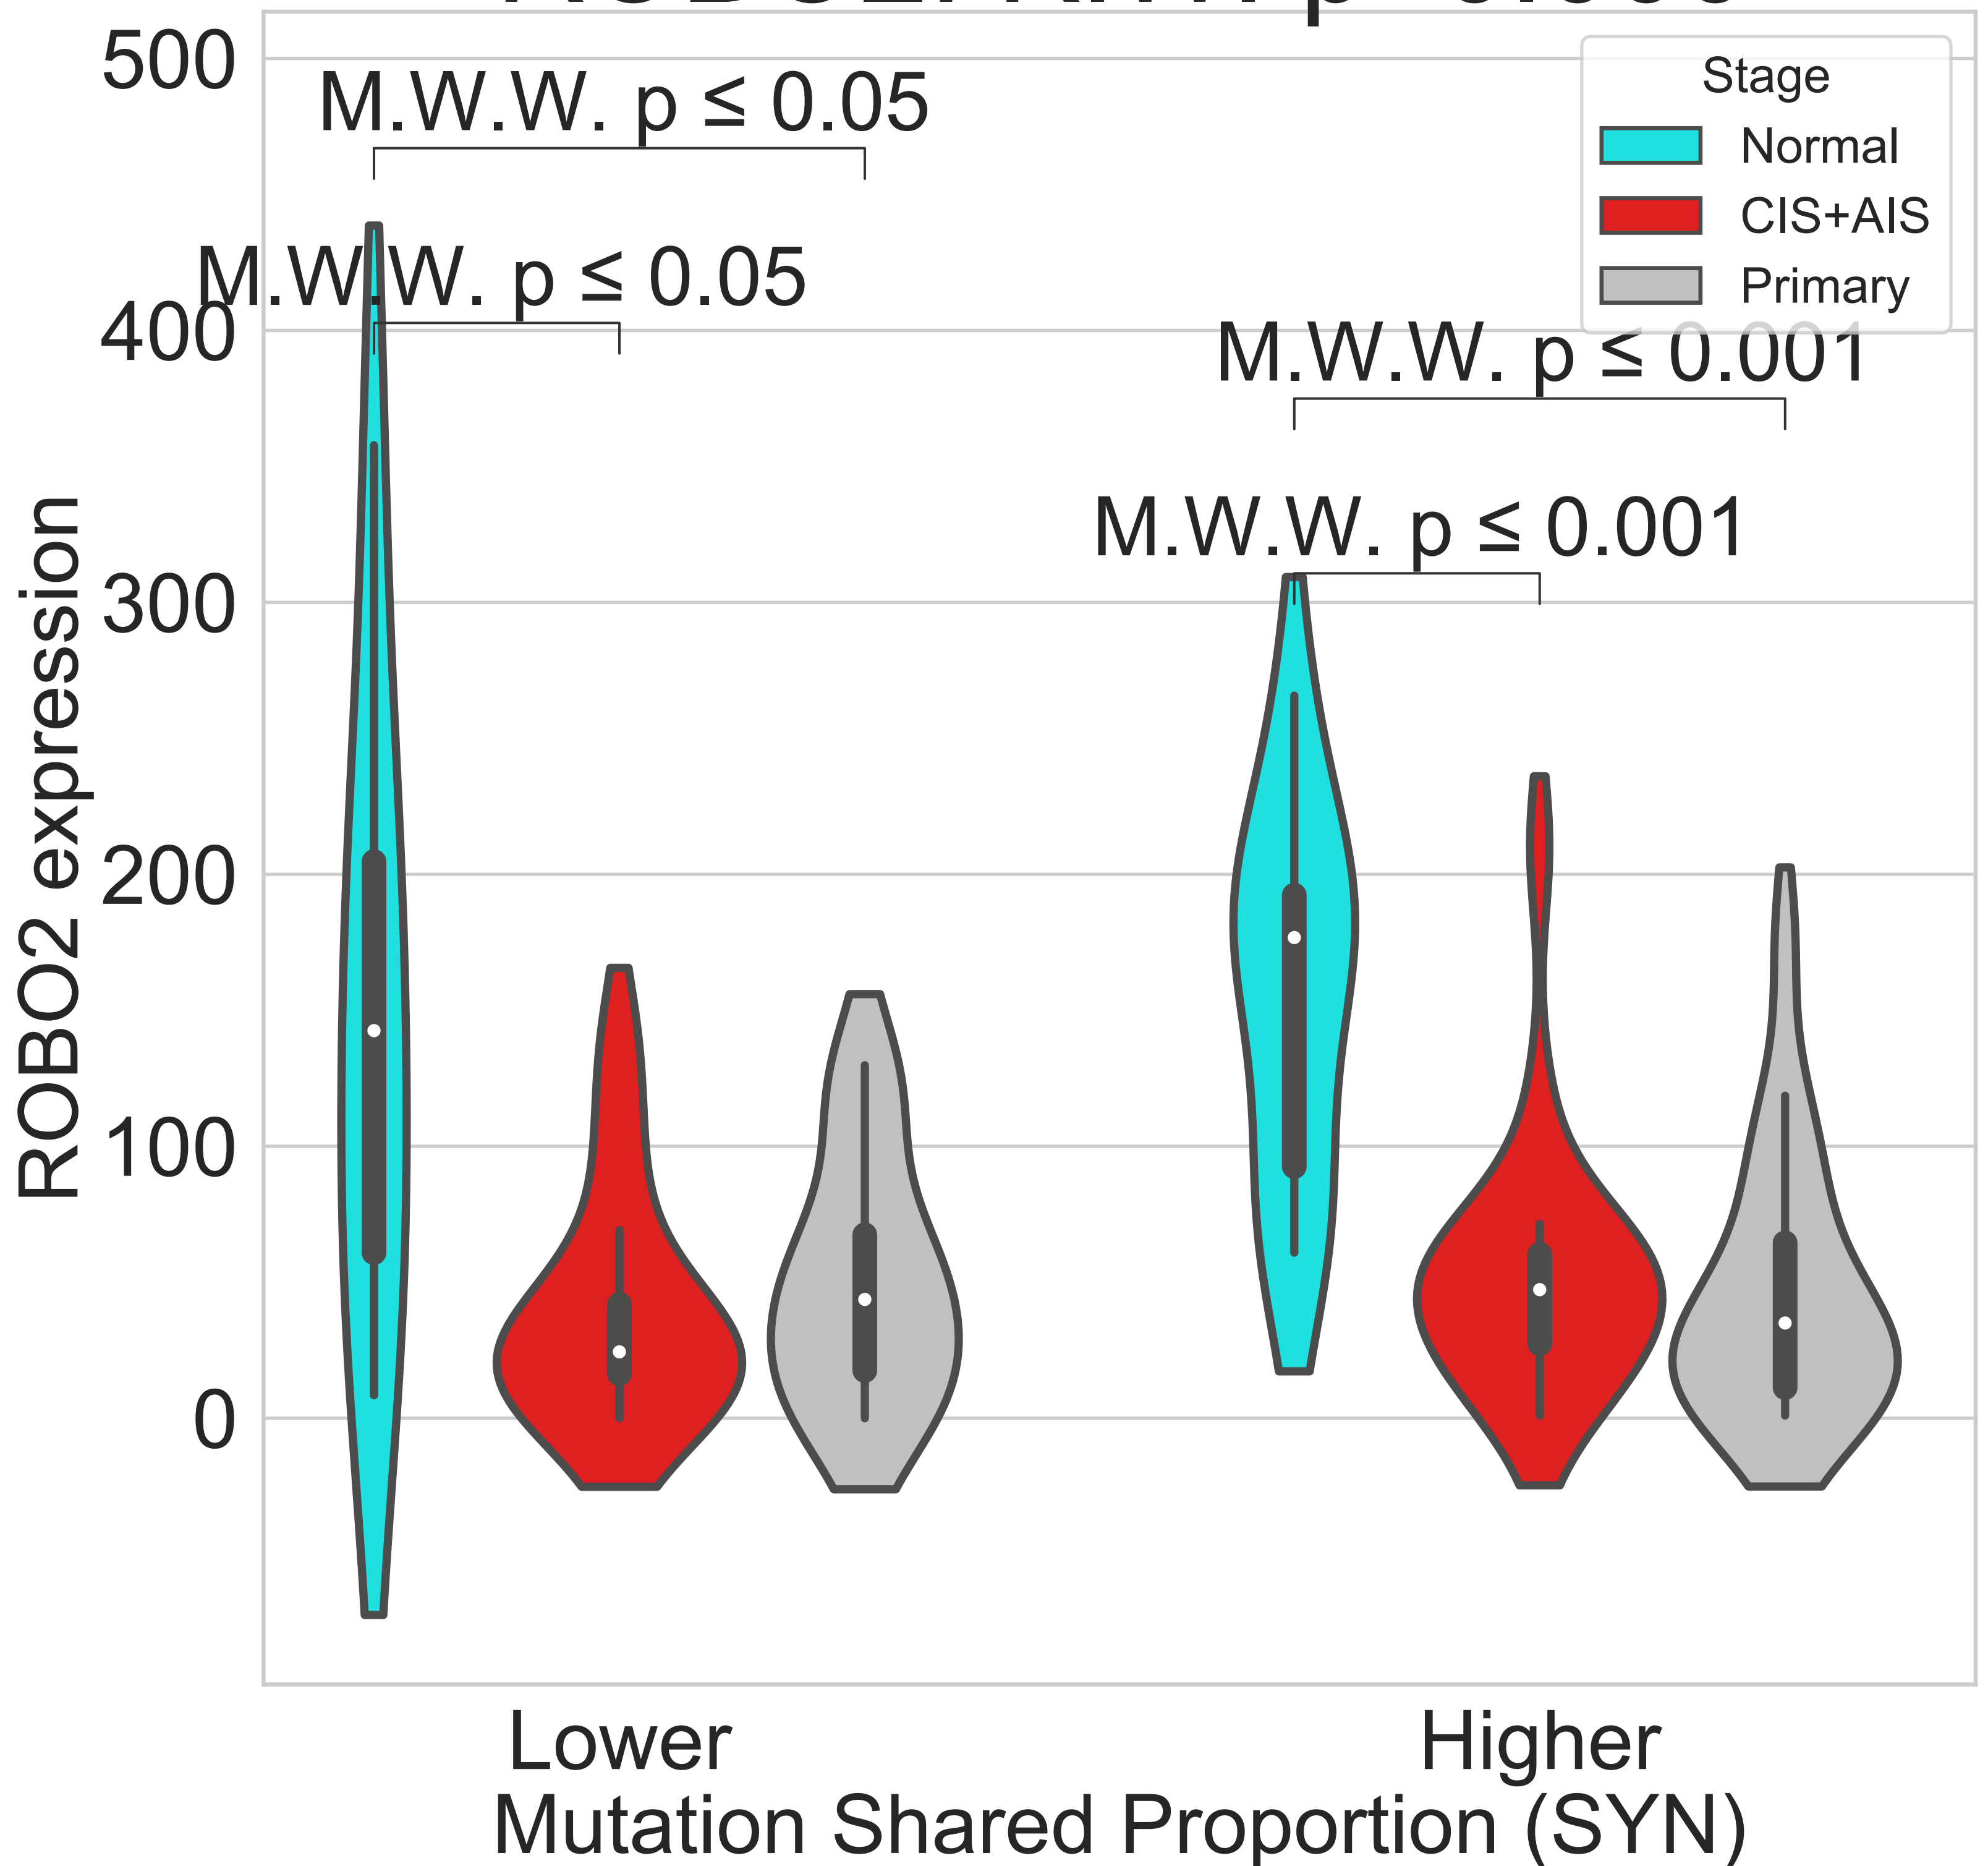 500
M.W.W. p ≤ 0.05
Stage
Normal
CIS+AIS
Primary
M.W.W. p ≤ 0.05
400
M.W.W. p ≤ 0.001
M.W.W. p ≤ 0.001
300
200
100
0
ROBO2 expression
Lower
Higher
Mutation Shared Proportion (SYN)